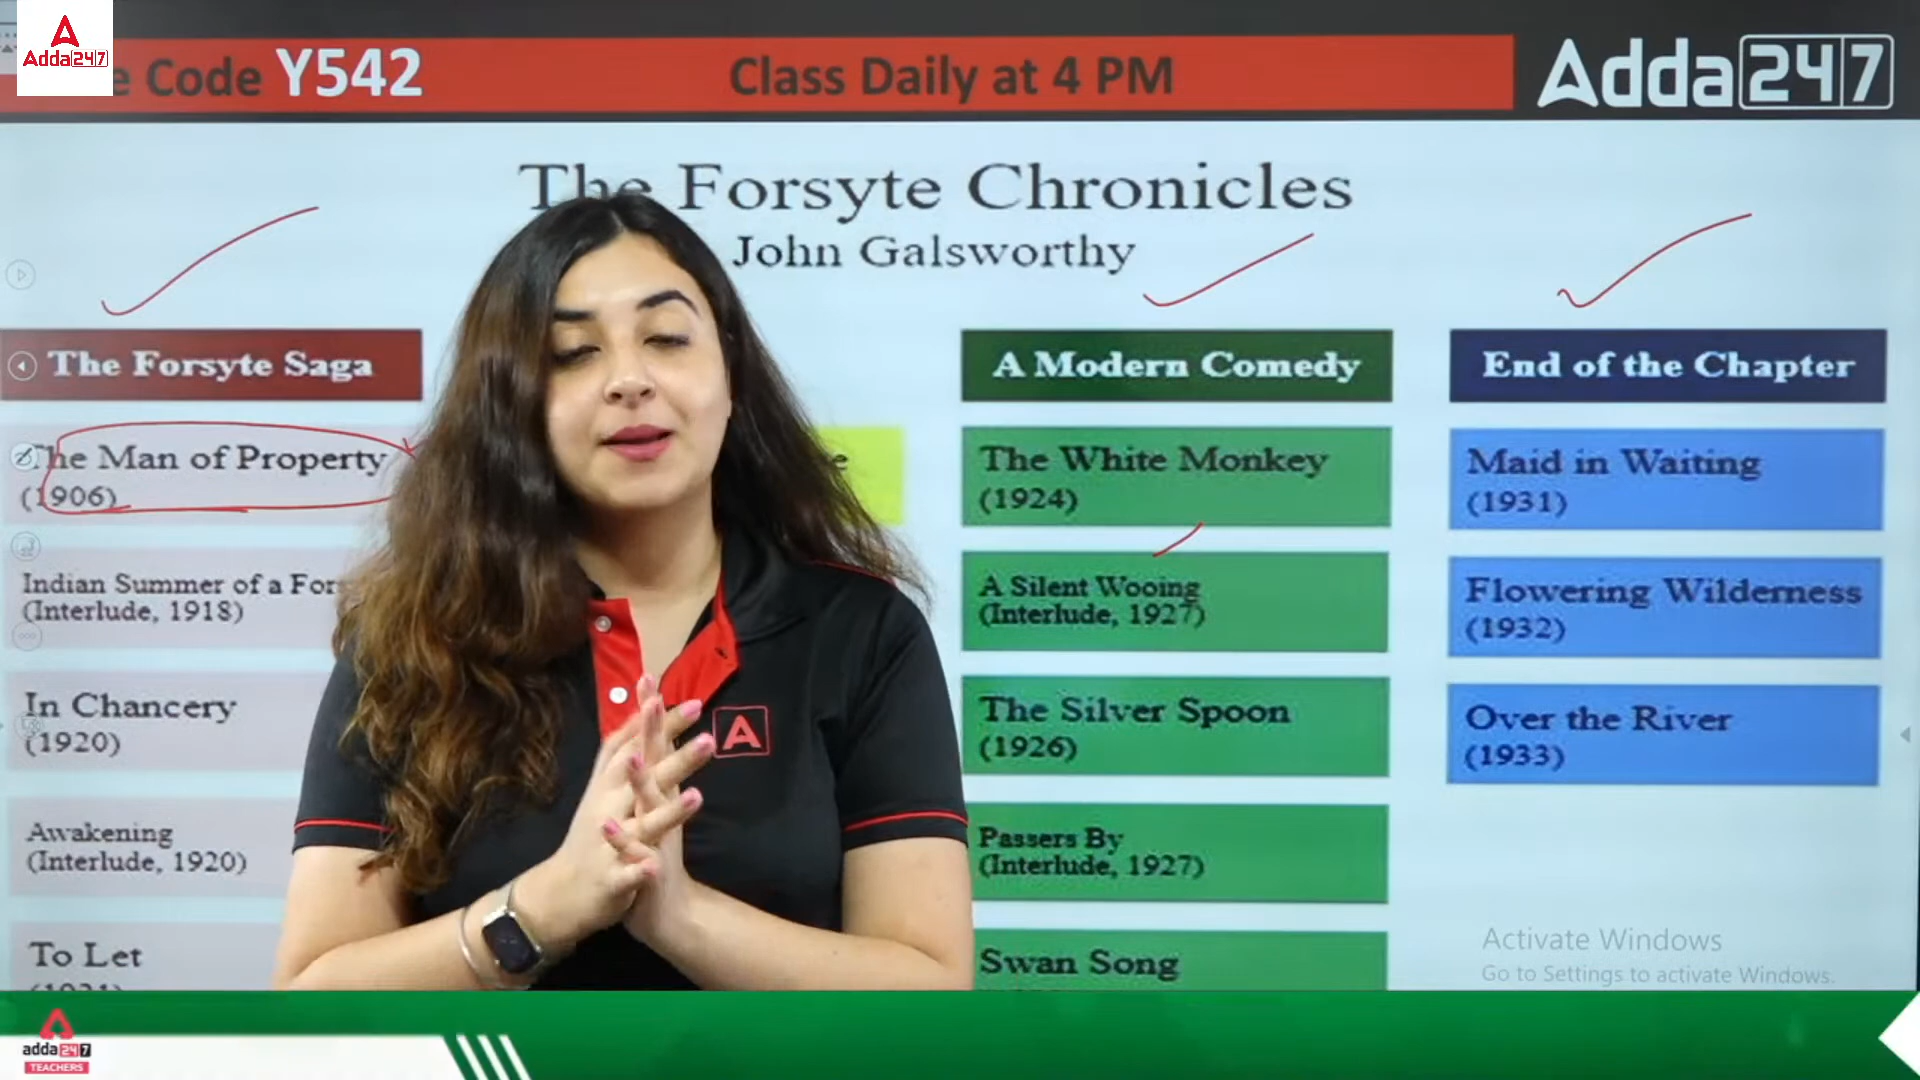 Adda247
e Code Y542
Class Daily at 4 PM
Adda247
The Forsyte Chronicles
John Galsworthy
The Forsyte Saga
The Man of Property
(1906)
Indian Summer of a For
(Interlude, 1918)
In Chancery
(1920)
Awakening
(Interlude, 1920)
To Let
e
A Modern Comedy
The White Monkey
(1924)
A Silent Wooing
(Interlude, 1927)
The Silver Spoon
(1926)
Passers By
(Interlude, 1927)
Swan Song
End of the Chapter
Maid in Waiting
(1931)
Flowering Wilderness
(1932)
Over the River
(1933)
Activate Windows
Go to Settings to activate Windows.
A
adda247
TEACHERS